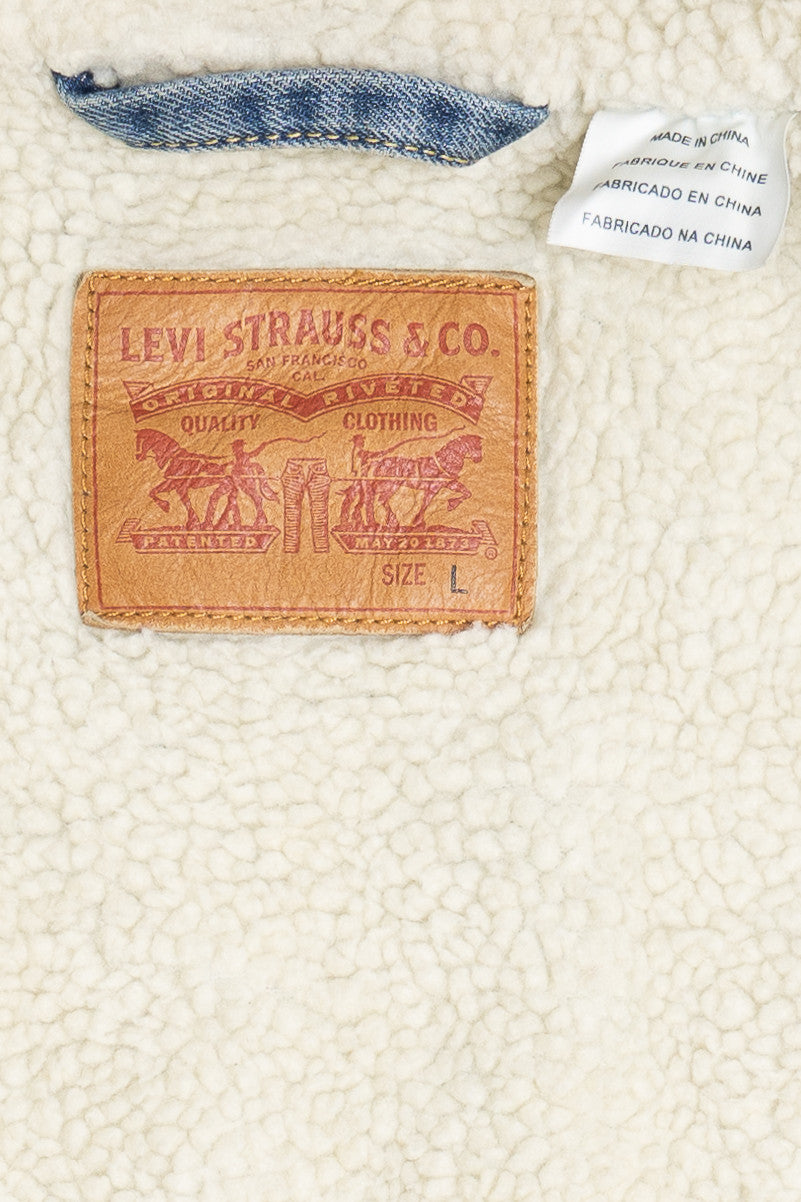 MADE IN CHINA
FABRIQUE EN CHINE
FABRICADO EN CHINA
FABRICADO NA CHINA
LEVI STRAUSS & CO.
SAN FRANCISCO
CAL.
ORIGINAL RIVETED
QUALITY CLOTHING
PATENTED MAY 20 1873 ®
SIZE L